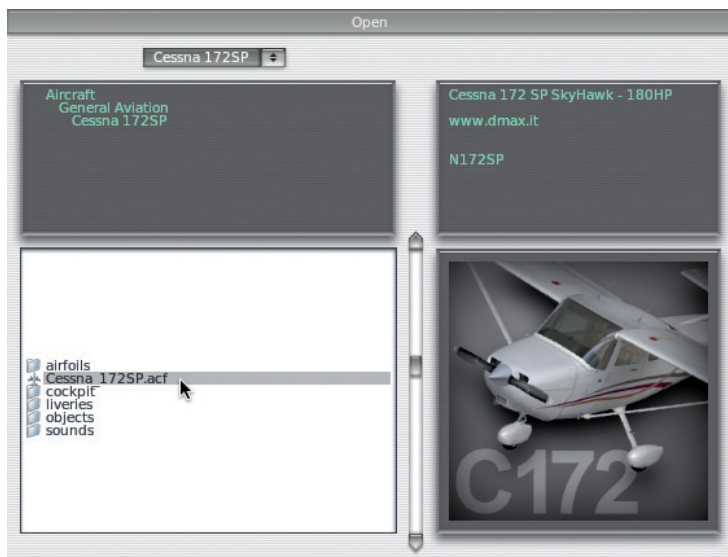 Open
Cessna 172SP
Aircraft
General Aviation
Cessna 172SP
Cessna 172 SP SkyHawk - 180HP
www.dmax.it
N172SP
airfoils
Cessna_172SP.acf
cockpit
liveries
objects
sounds
C172